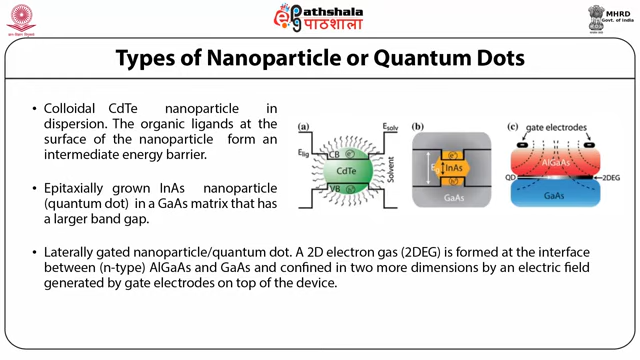 ePathshala
पाठशाला
MHRD
Govt. of India
Types of Nanoparticle or Quantum Dots
• Colloidal CdTe nanoparticle in
dispersion. The organic ligands at the
surface of the nanoparticle form an
intermediate energy barrier.
• Epitaxially grown InAs nanoparticle
(quantum dot) in a GaAs matrix that has
a larger band gap.
(a) Esolv
Elig
CB e-
CdTe
VB h+
Solvent
(b)
e-
E InAs
h+
GaAs
(c) gate electrodes
AlGaAs
QD 2DEG
GaAs
• Laterally gated nanoparticle/quantum dot. A 2D electron gas (2DEG) is formed at the interface
between (n-type) AlGaAs and GaAs and confined in two more dimensions by an electric field
generated by gate electrodes on top of the device.